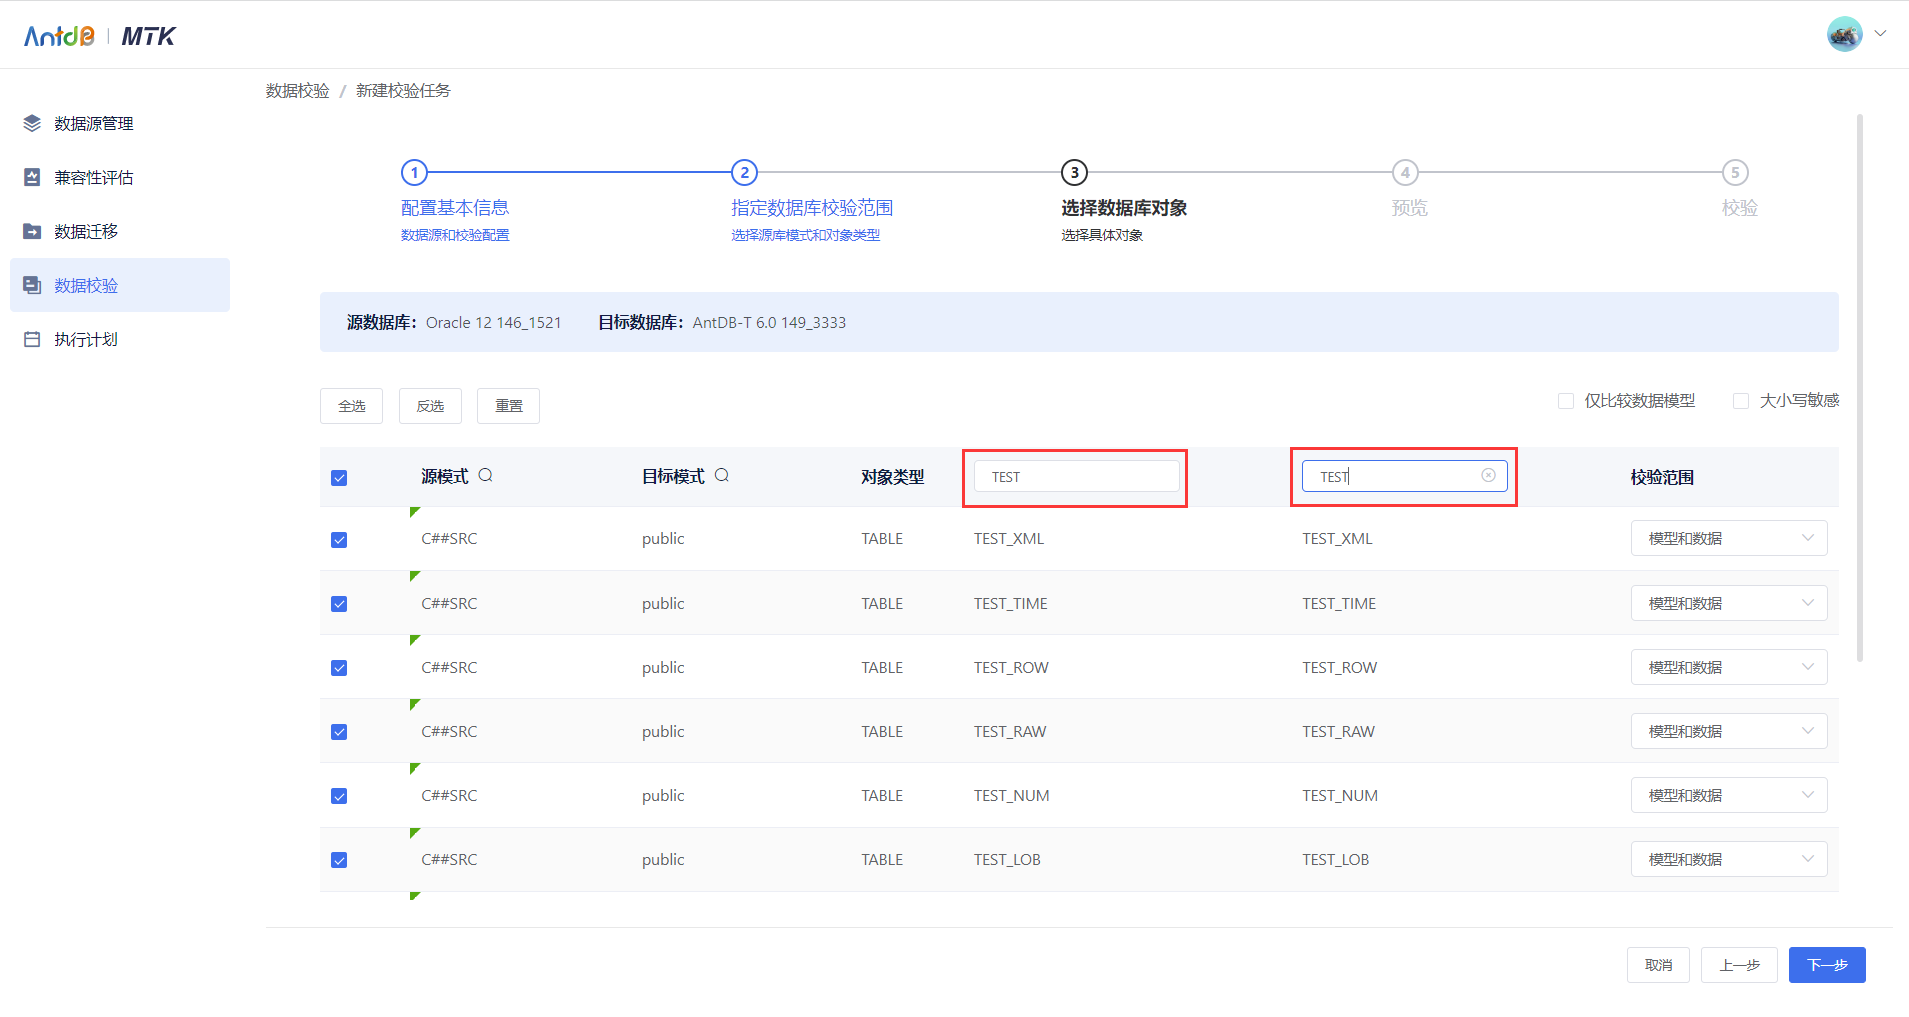 AntDB | MTK
数据校验 / 新建校验任务
数据源管理
兼容性评估
数据迁移
数据校验
执行计划
1 2 3 4 5
配置基本信息 指定数据库校验范围 选择数据库对象 预览 校验
数据源和校验配置 选择源库模式和对象类型 选择具体对象
源数据库： Oracle 12 146_1521 目标数据库： AntDB-T 6.0 149_3333
全选 反选 重置 仅比较数据模型 大小写敏感
源模式 目标模式 对象类型 TEST TEST 校验范围
C##SRC public TABLE TEST_XML TEST_XML 模型和数据
C##SRC public TABLE TEST_TIME TEST_TIME 模型和数据
C##SRC public TABLE TEST_ROW TEST_ROW 模型和数据
C##SRC public TABLE TEST_RAW TEST_RAW 模型和数据
C##SRC public TABLE TEST_NUM TEST_NUM 模型和数据
C##SRC public TABLE TEST_LOB TEST_LOB 模型和数据
取消 上一步 下一步